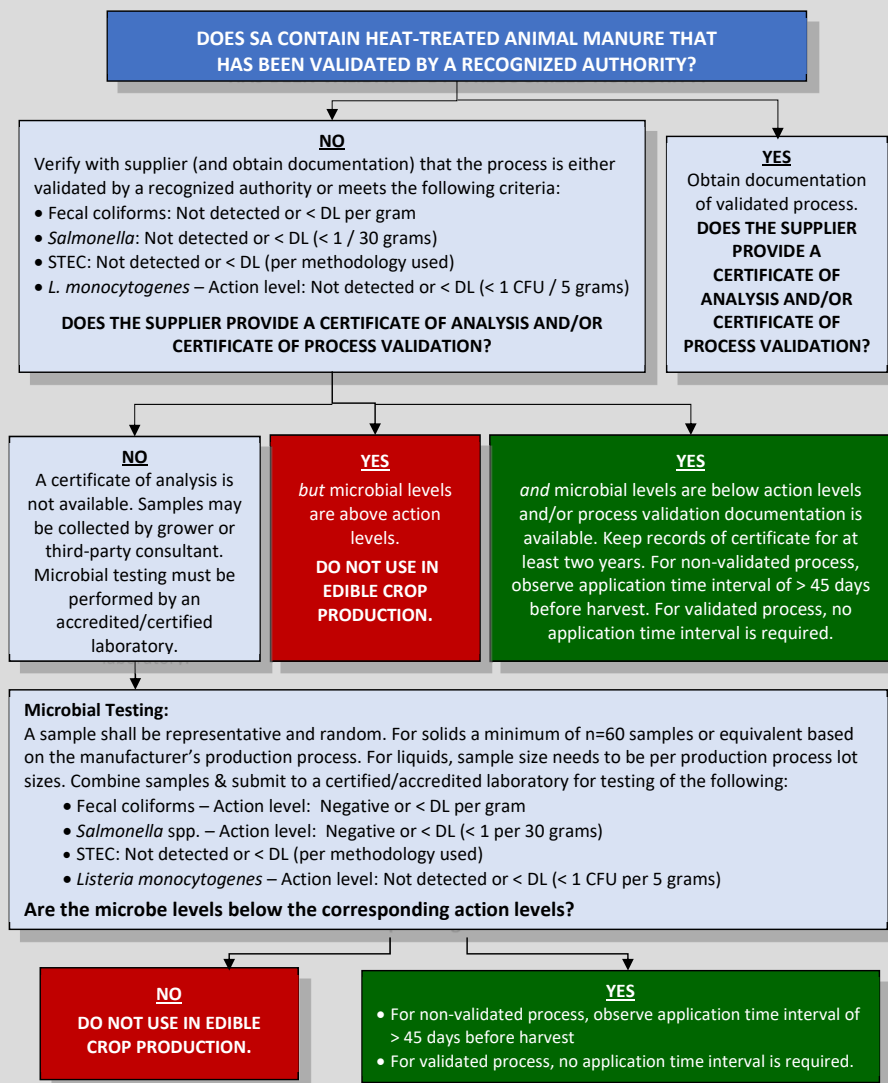 DOES SA CONTAIN HEAT-TREATED ANIMAL MANURE THAT
HAS BEEN VALIDATED BY A RECOGNIZED AUTHORITY?
NO
Verify with supplier (and obtain documentation) that the process is either
validated by a recognized authority or meets the following criteria:
• Fecal coliforms: Not detected or < DL per gram
• Salmonella: Not detected or < DL (< 1 / 30 grams)
• STEC: Not detected or < DL (per methodology used)
• L. monocytogenes – Action level: Not detected or < DL (< 1 CFU / 5 grams)
DOES THE SUPPLIER PROVIDE A CERTIFICATE OF ANALYSIS AND/OR
CERTIFICATE OF PROCESS VALIDATION?
YES
Obtain documentation
of validated process.
DOES THE SUPPLIER
PROVIDE A
CERTIFICATE OF
ANALYSIS AND/OR
CERTIFICATE OF
PROCESS VALIDATION?
NO
A certificate of analysis is
not available. Samples may
be collected by grower or
third-party consultant.
Microbial testing must be
performed by an
accredited/certified
laboratory.
YES
but microbial levels
are above action
levels.
DO NOT USE IN
EDIBLE CROP
PRODUCTION.
YES
and microbial levels are below action levels
and/or process validation documentation is
available. Keep records of certificate for at
least two years. For non-validated process,
observe application time interval of > 45 days
before harvest. For validated process, no
application time interval is required.
Microbial Testing:
A sample shall be representative and random. For solids a minimum of n=60 samples or equivalent based
on the manufacturer’s production process. For liquids, sample size needs to be per production process lot
sizes. Combine samples & submit to a certified/accredited laboratory for testing of the following:
• Fecal coliforms – Action level: Negative or < DL per gram
• Salmonella spp. – Action level: Negative or < DL (< 1 per 30 grams)
• STEC: Not detected or < DL (per methodology used)
• Listeria monocytogenes – Action level: Not detected or < DL (< 1 CFU per 5 grams)
Are the microbe levels below the corresponding action levels?
NO
DO NOT USE IN EDIBLE
CROP PRODUCTION.
YES
• For non-validated process, observe application time interval of
> 45 days before harvest
• For validated process, no application time interval is required.